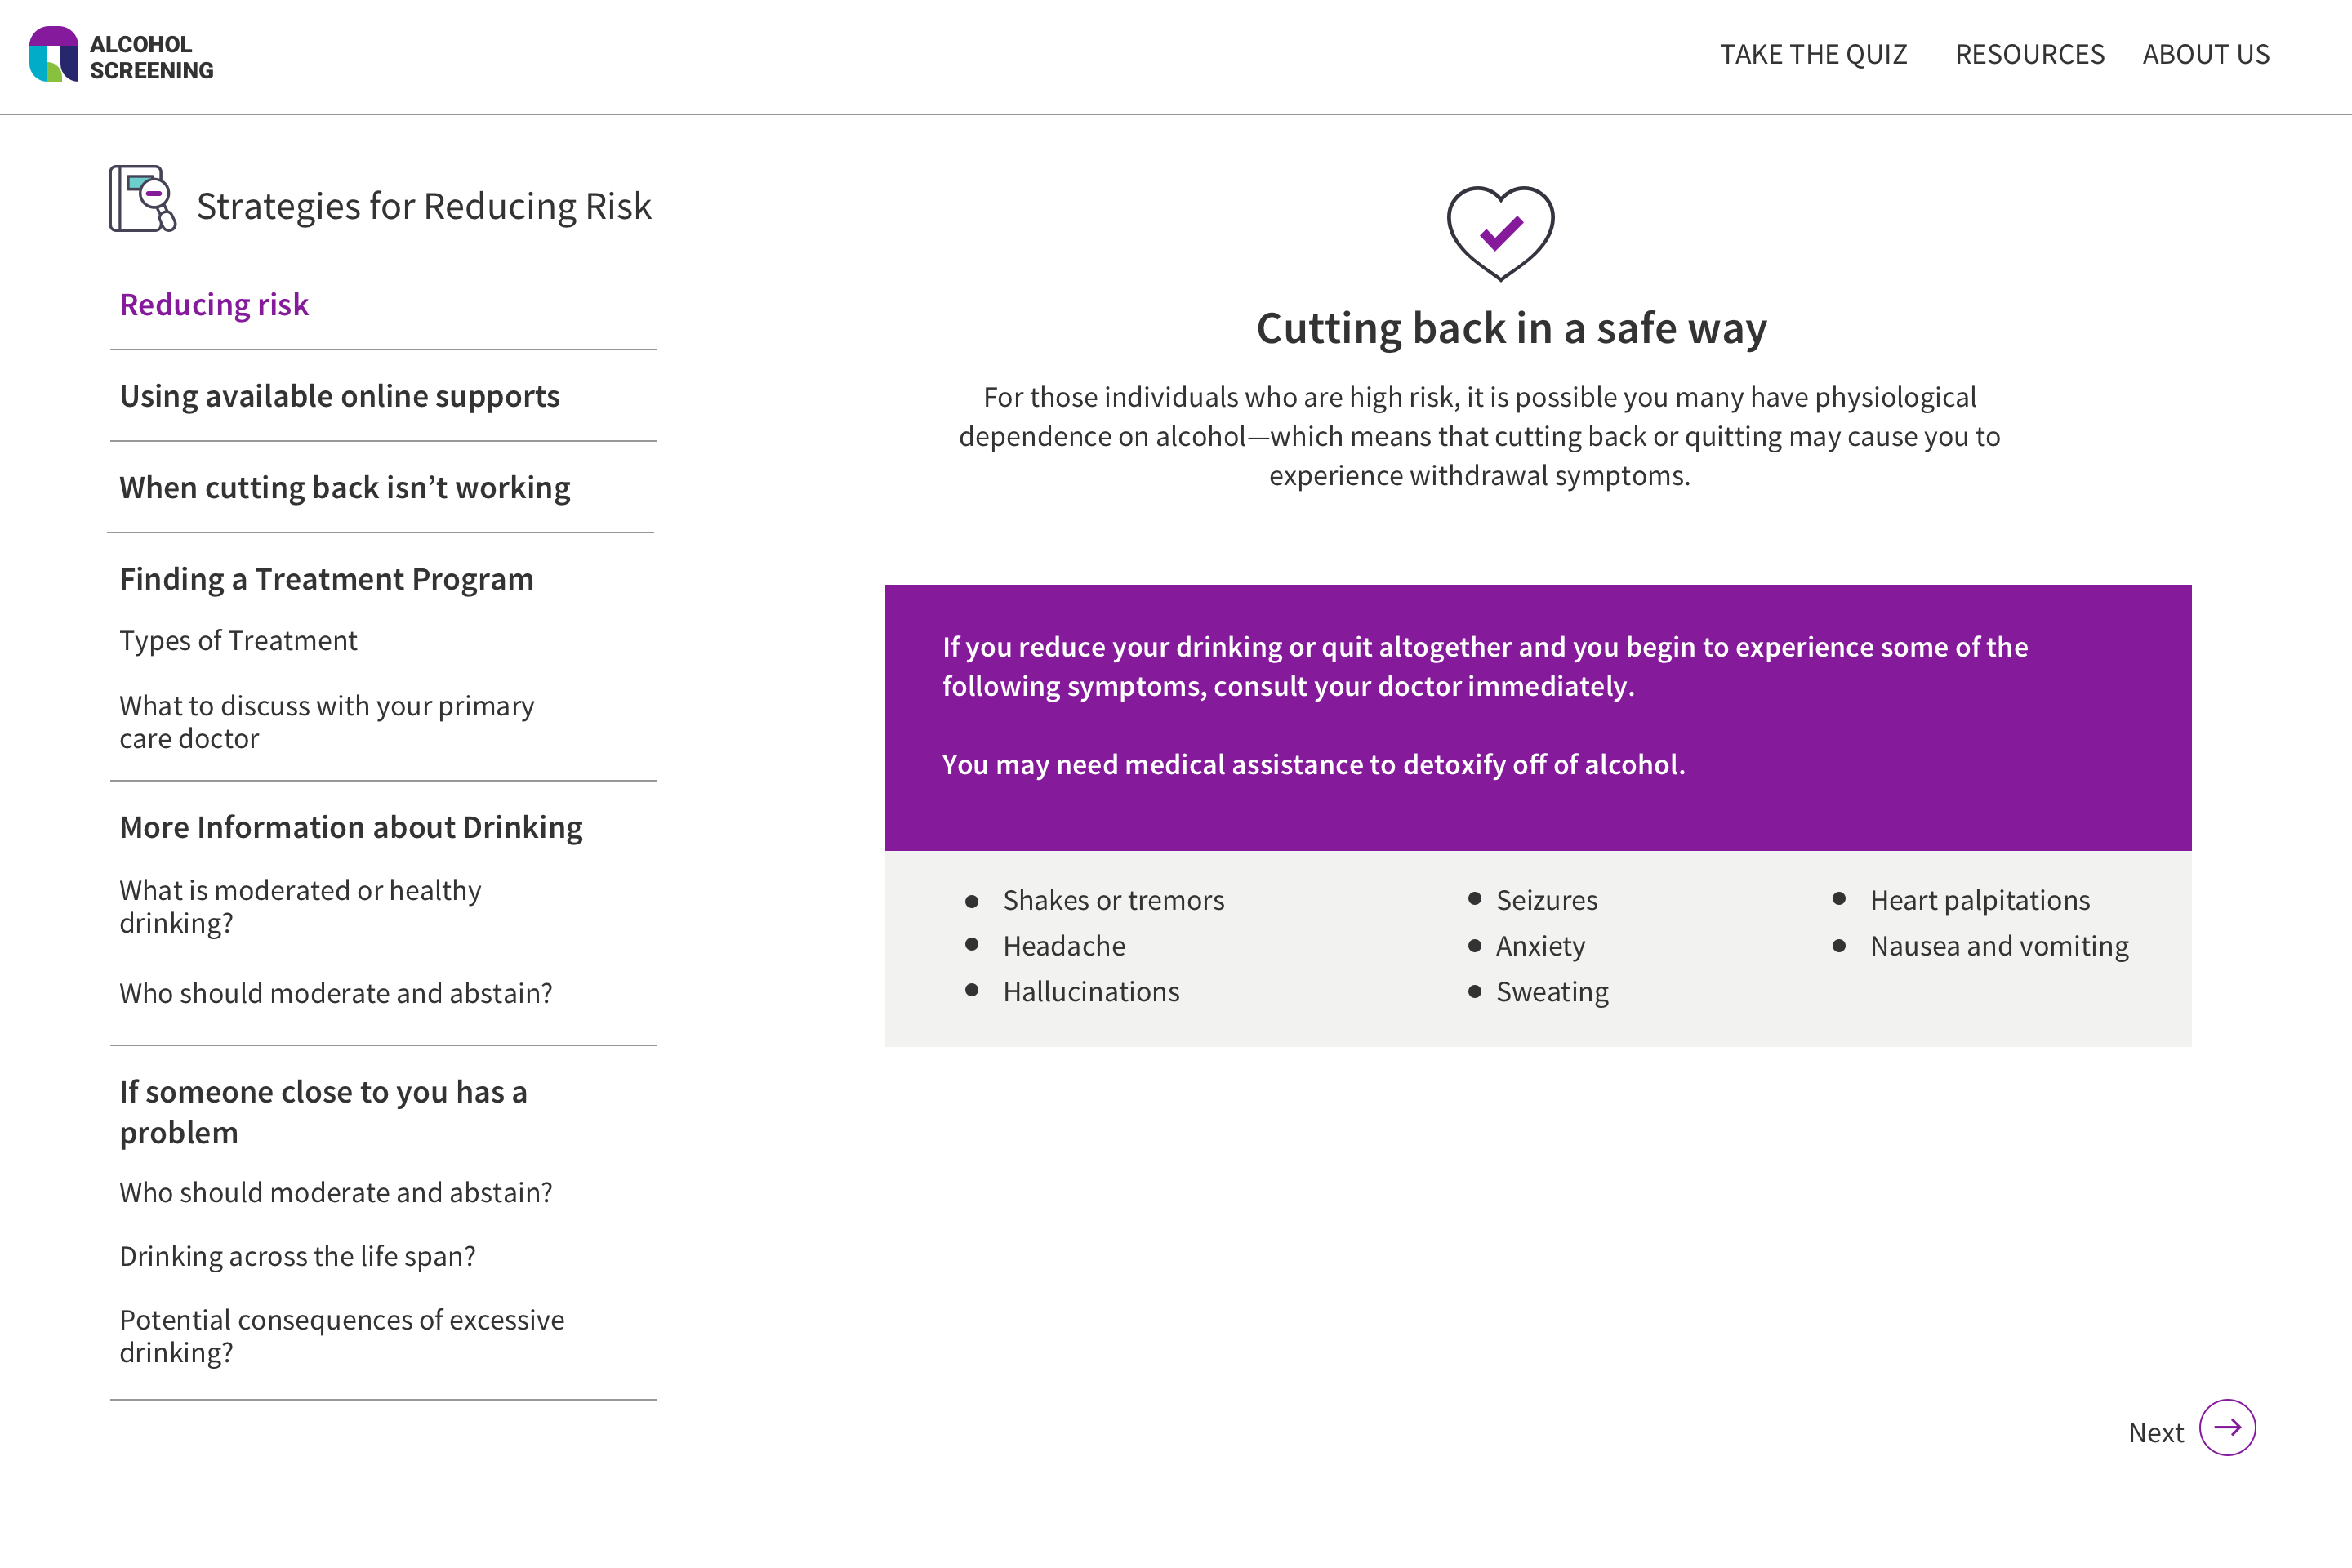 ALCOHOL
SCREENING
TAKE THE QUIZ
RESOURCES
ABOUT US
Strategies for Reducing Risk
Reducing risk
Using available online supports
When cutting back isn’t working
Finding a Treatment Program
Types of Treatment
What to discuss with your primary
care doctor
More Information about Drinking
What is moderated or healthy
drinking?
Who should moderate and abstain?
If someone close to you has a
problem
Who should moderate and abstain?
Drinking across the life span?
Potential consequences of excessive
drinking?
Cutting back in a safe way
For those individuals who are high risk, it is possible you many have physiological
dependence on alcohol—which means that cutting back or quitting may cause you to
experience withdrawal symptoms.
If you reduce your drinking or quit altogether and you begin to experience some of the
following symptoms, consult your doctor immediately.
You may need medical assistance to detoxify off of alcohol.
• Shakes or tremors
• Headache
• Hallucinations
• Seizures
• Anxiety
• Sweating
• Heart palpitations
• Nausea and vomiting
Next